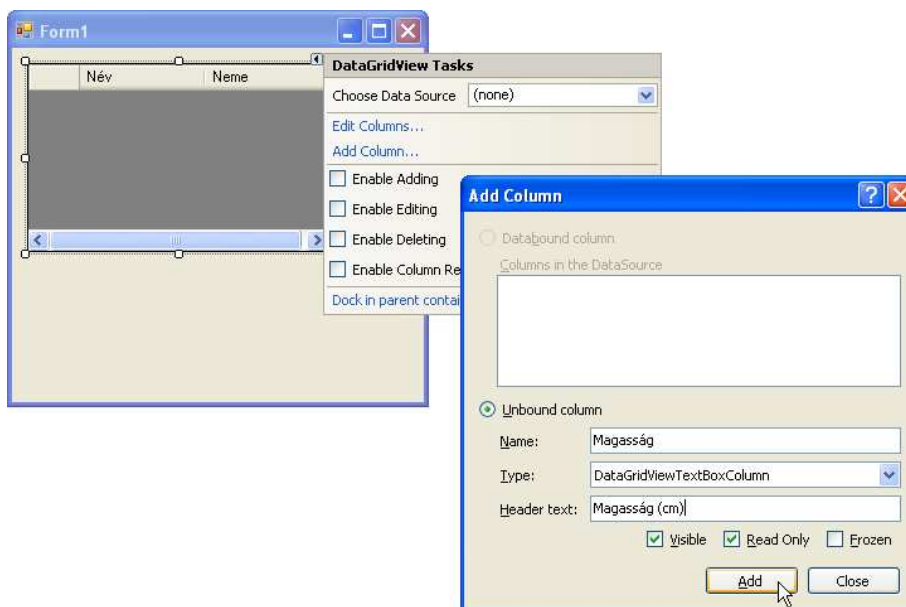 Form1
Név Neme
DataGridView Tasks
Choose Data Source (none)
Edit Columns...
Add Column...
Enable Adding
Enable Editing
Enable Deleting
Enable Column Re
Dock in parent contai
Add Column
Databound column
Columns in the DataSource
Unbound column
Name: Magasság
Type: DataGridViewTextBoxColumn
Header text: Magasság (cm)
Visible Read Only Frozen
Add Close